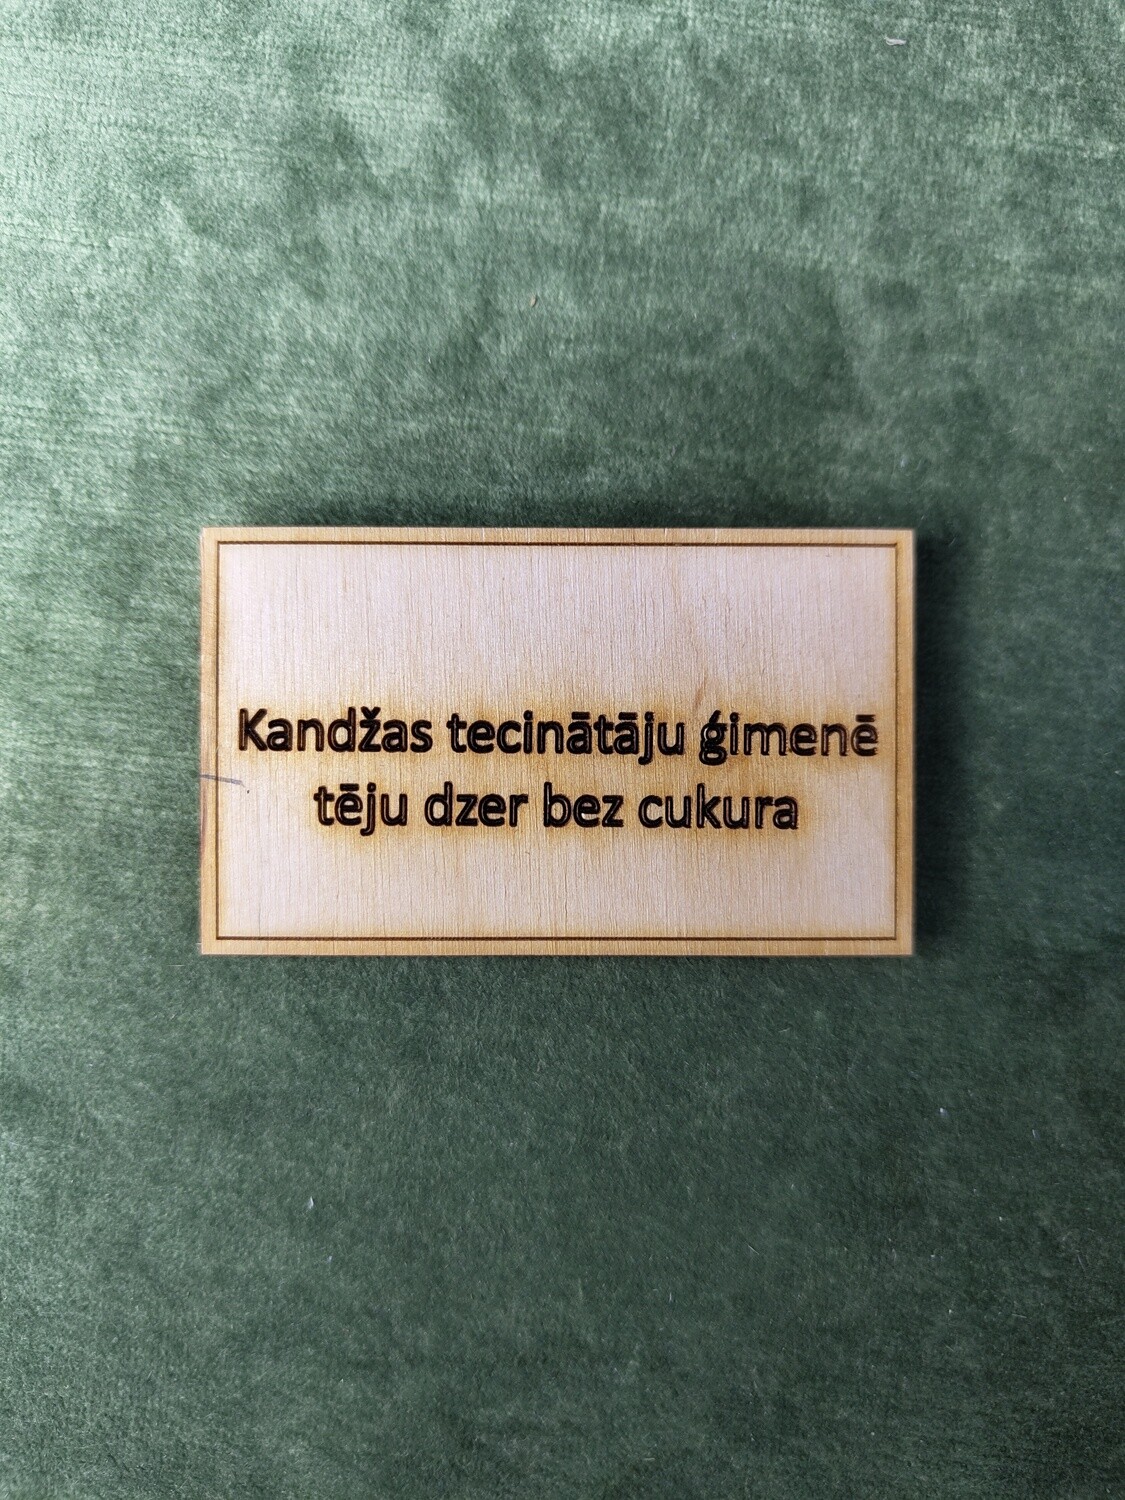 Kandžas tecinātāju ģimenē
tēju dzer bez cukura